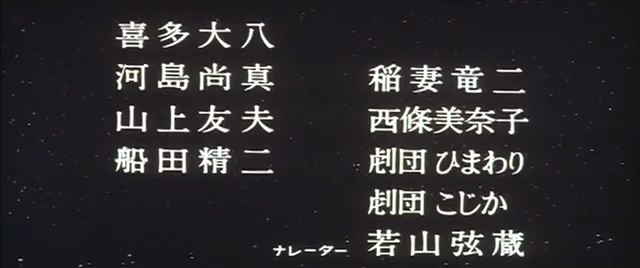 喜多大八
河島尚真
山上友夫
船田精二
稲妻竜二
西條美奈子
劇団 ひまわり
劇団 こじか
ナレーター 若山弦蔵